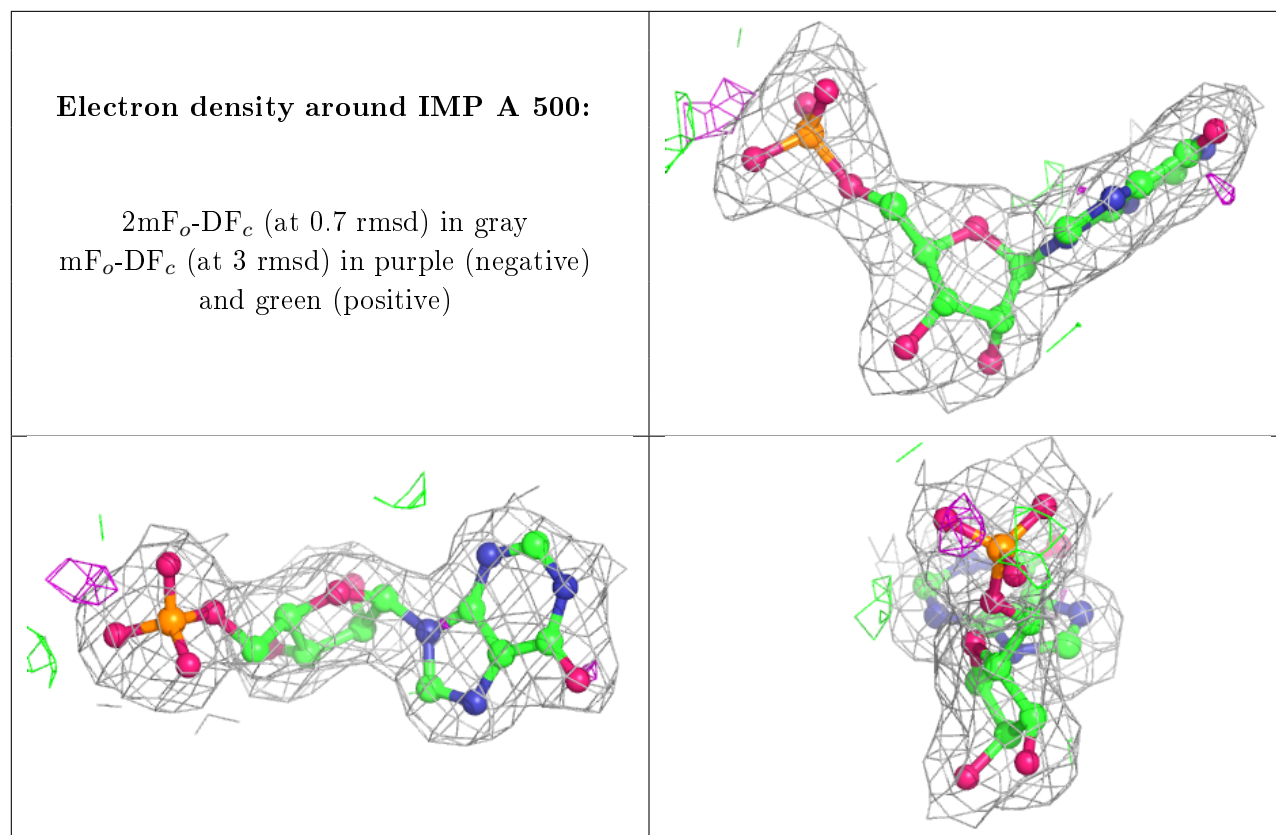 Electron density around IMP A 500:
2mFₒ-DF𝒸 (at 0.7 rmsd) in gray
mFₒ-DF𝒸 (at 3 rmsd) in purple (negative)
and green (positive)